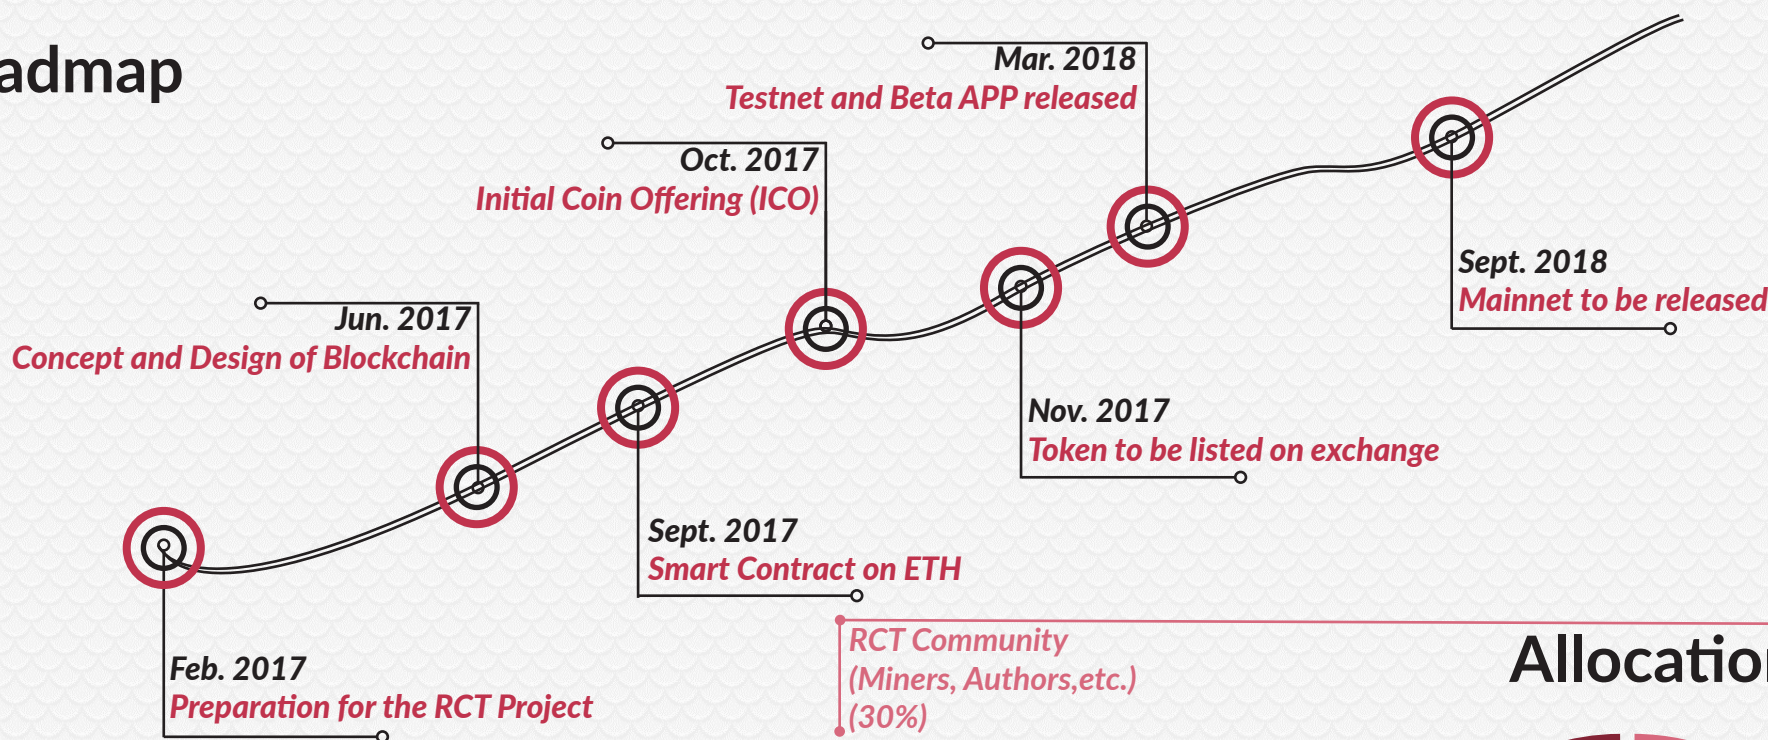 admap
Mar. 2018
Testnet and Beta APP released
Oct. 2017
Initial Coin Offering (ICO)
Sept. 2018
Mainnet to be released
Jun. 2017
Concept and Design of Blockchain
Nov. 2017
Token to be listed on exchange
Sept. 2017
Smart Contract on ETH
Feb. 2017
Preparation for the RCT Project
RCT Community
(Miners, Authors,etc.)
(30%)
Allocation